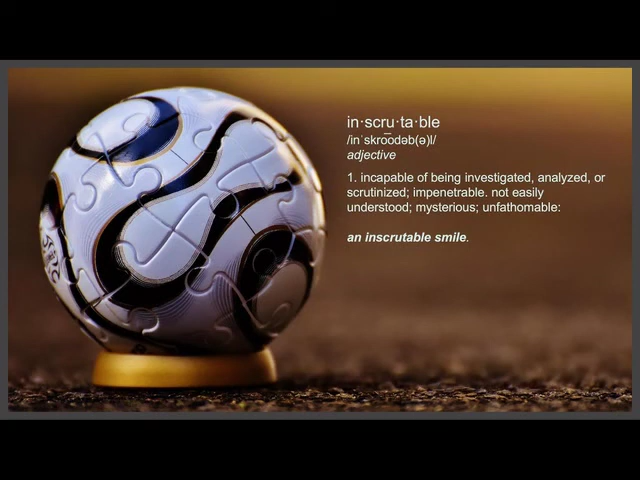 in·scru·ta·ble
/inˈskro͞odəb(ə)l/
adjective
1. incapable of being investigated, analyzed, or
scrutinized; impenetrable. not easily
understood; mysterious; unfathomable:
an inscrutable smile.